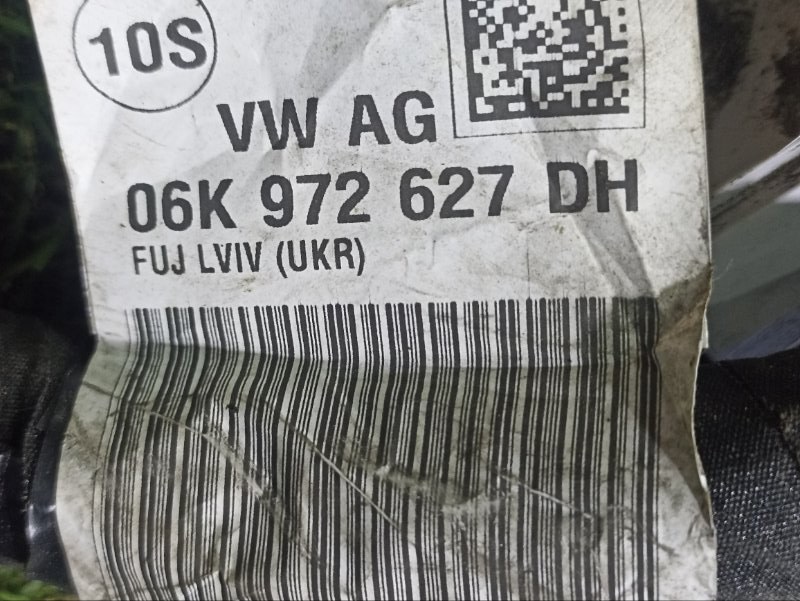 10S
VW AG
06K 972 627 DH
FUJ LVIV (UKR)